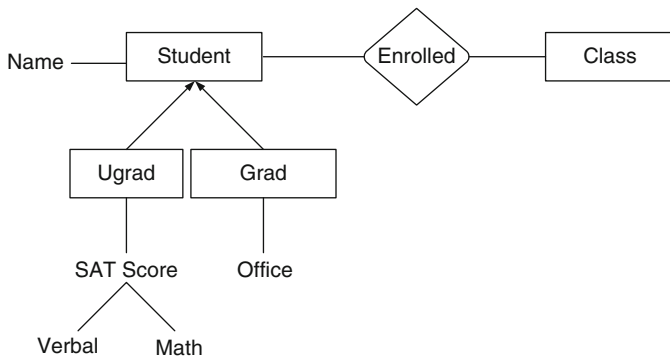 Name
Student
Enrolled
Class
Ugrad
Grad
SAT Score
Office
Verbal
Math